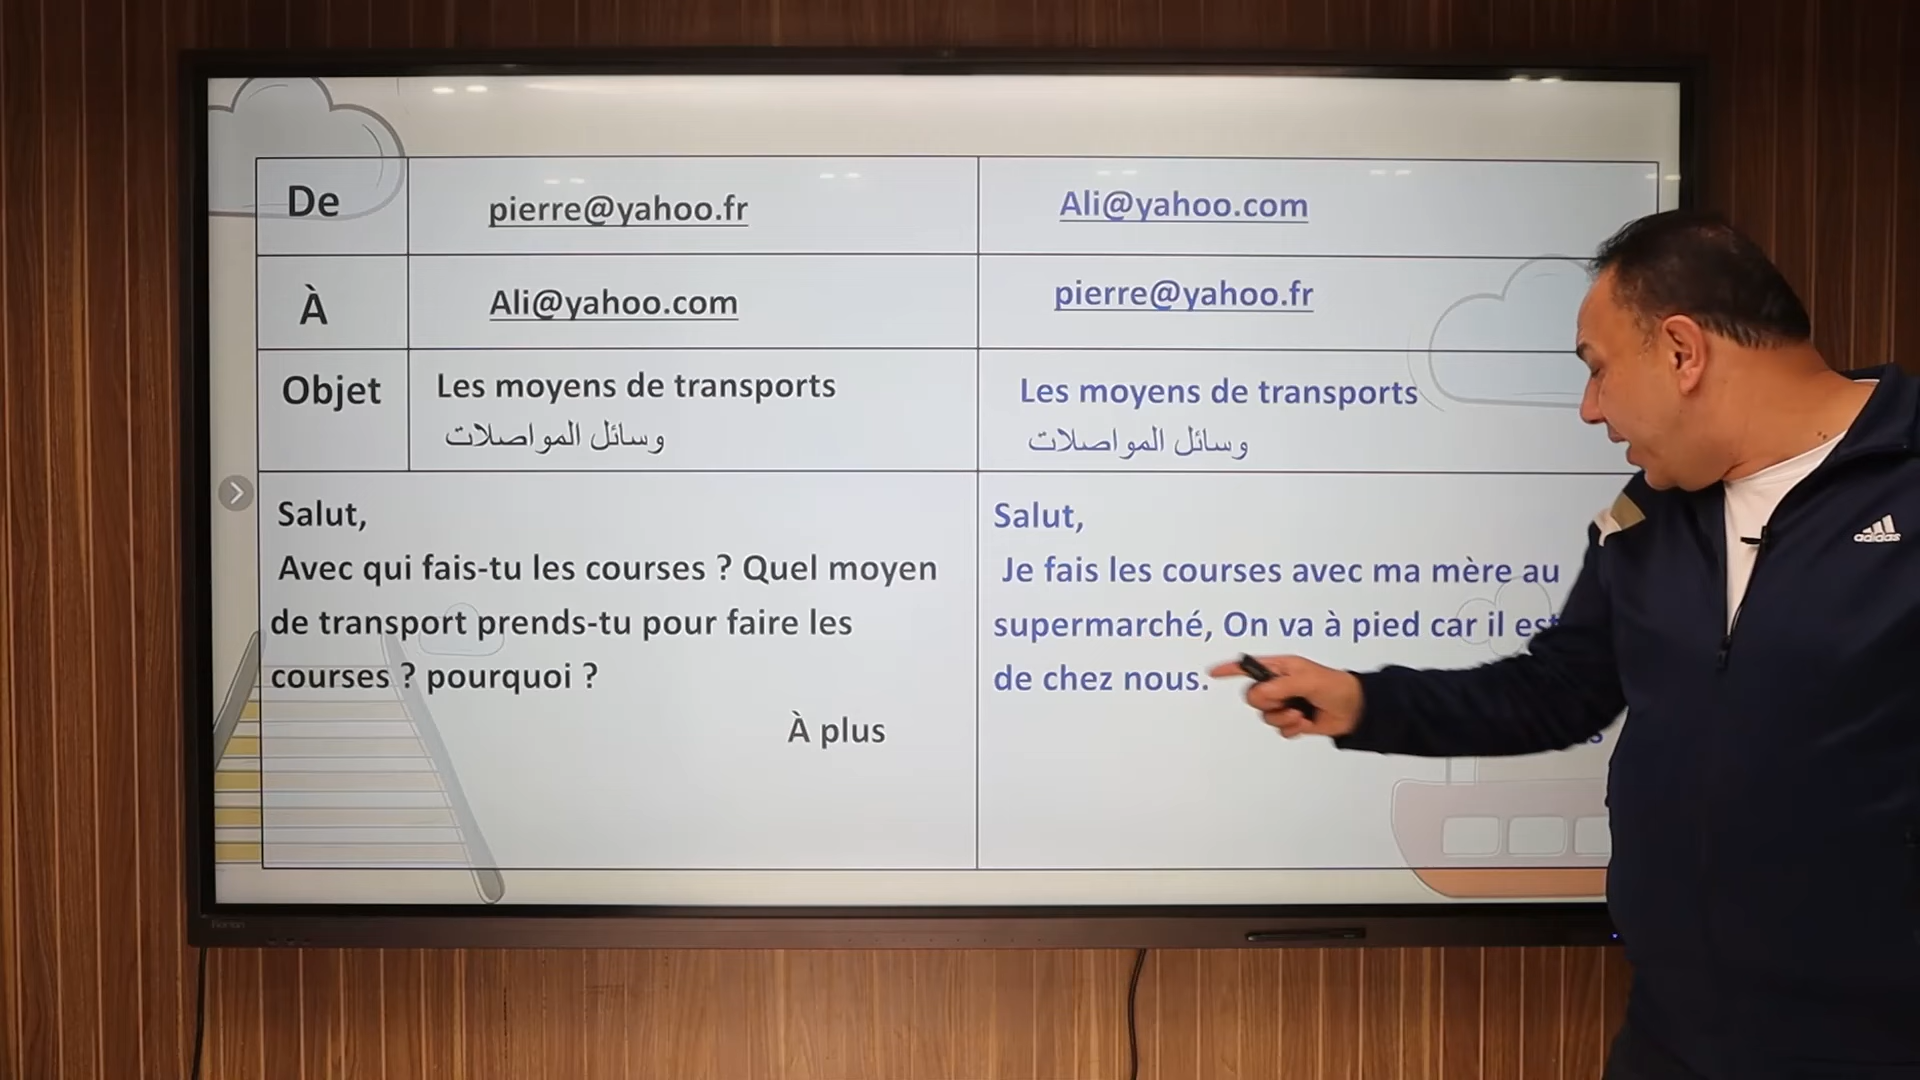 De
pierre@yahoo.fr
Ali@yahoo.com
À
Ali@yahoo.com
pierre@yahoo.fr
Objet
Les moyens de transports
وسائل المواصلات
Les moyens de transports
وسائل المواصلات
Salut,
Avec qui fais-tu les courses ? Quel moyen
de transport prends-tu pour faire les
courses ? pourquoi ?
À plus
Salut,
Je fais les courses avec ma mère au
supermarché, On va à pied car il est
de chez nous.
adidas